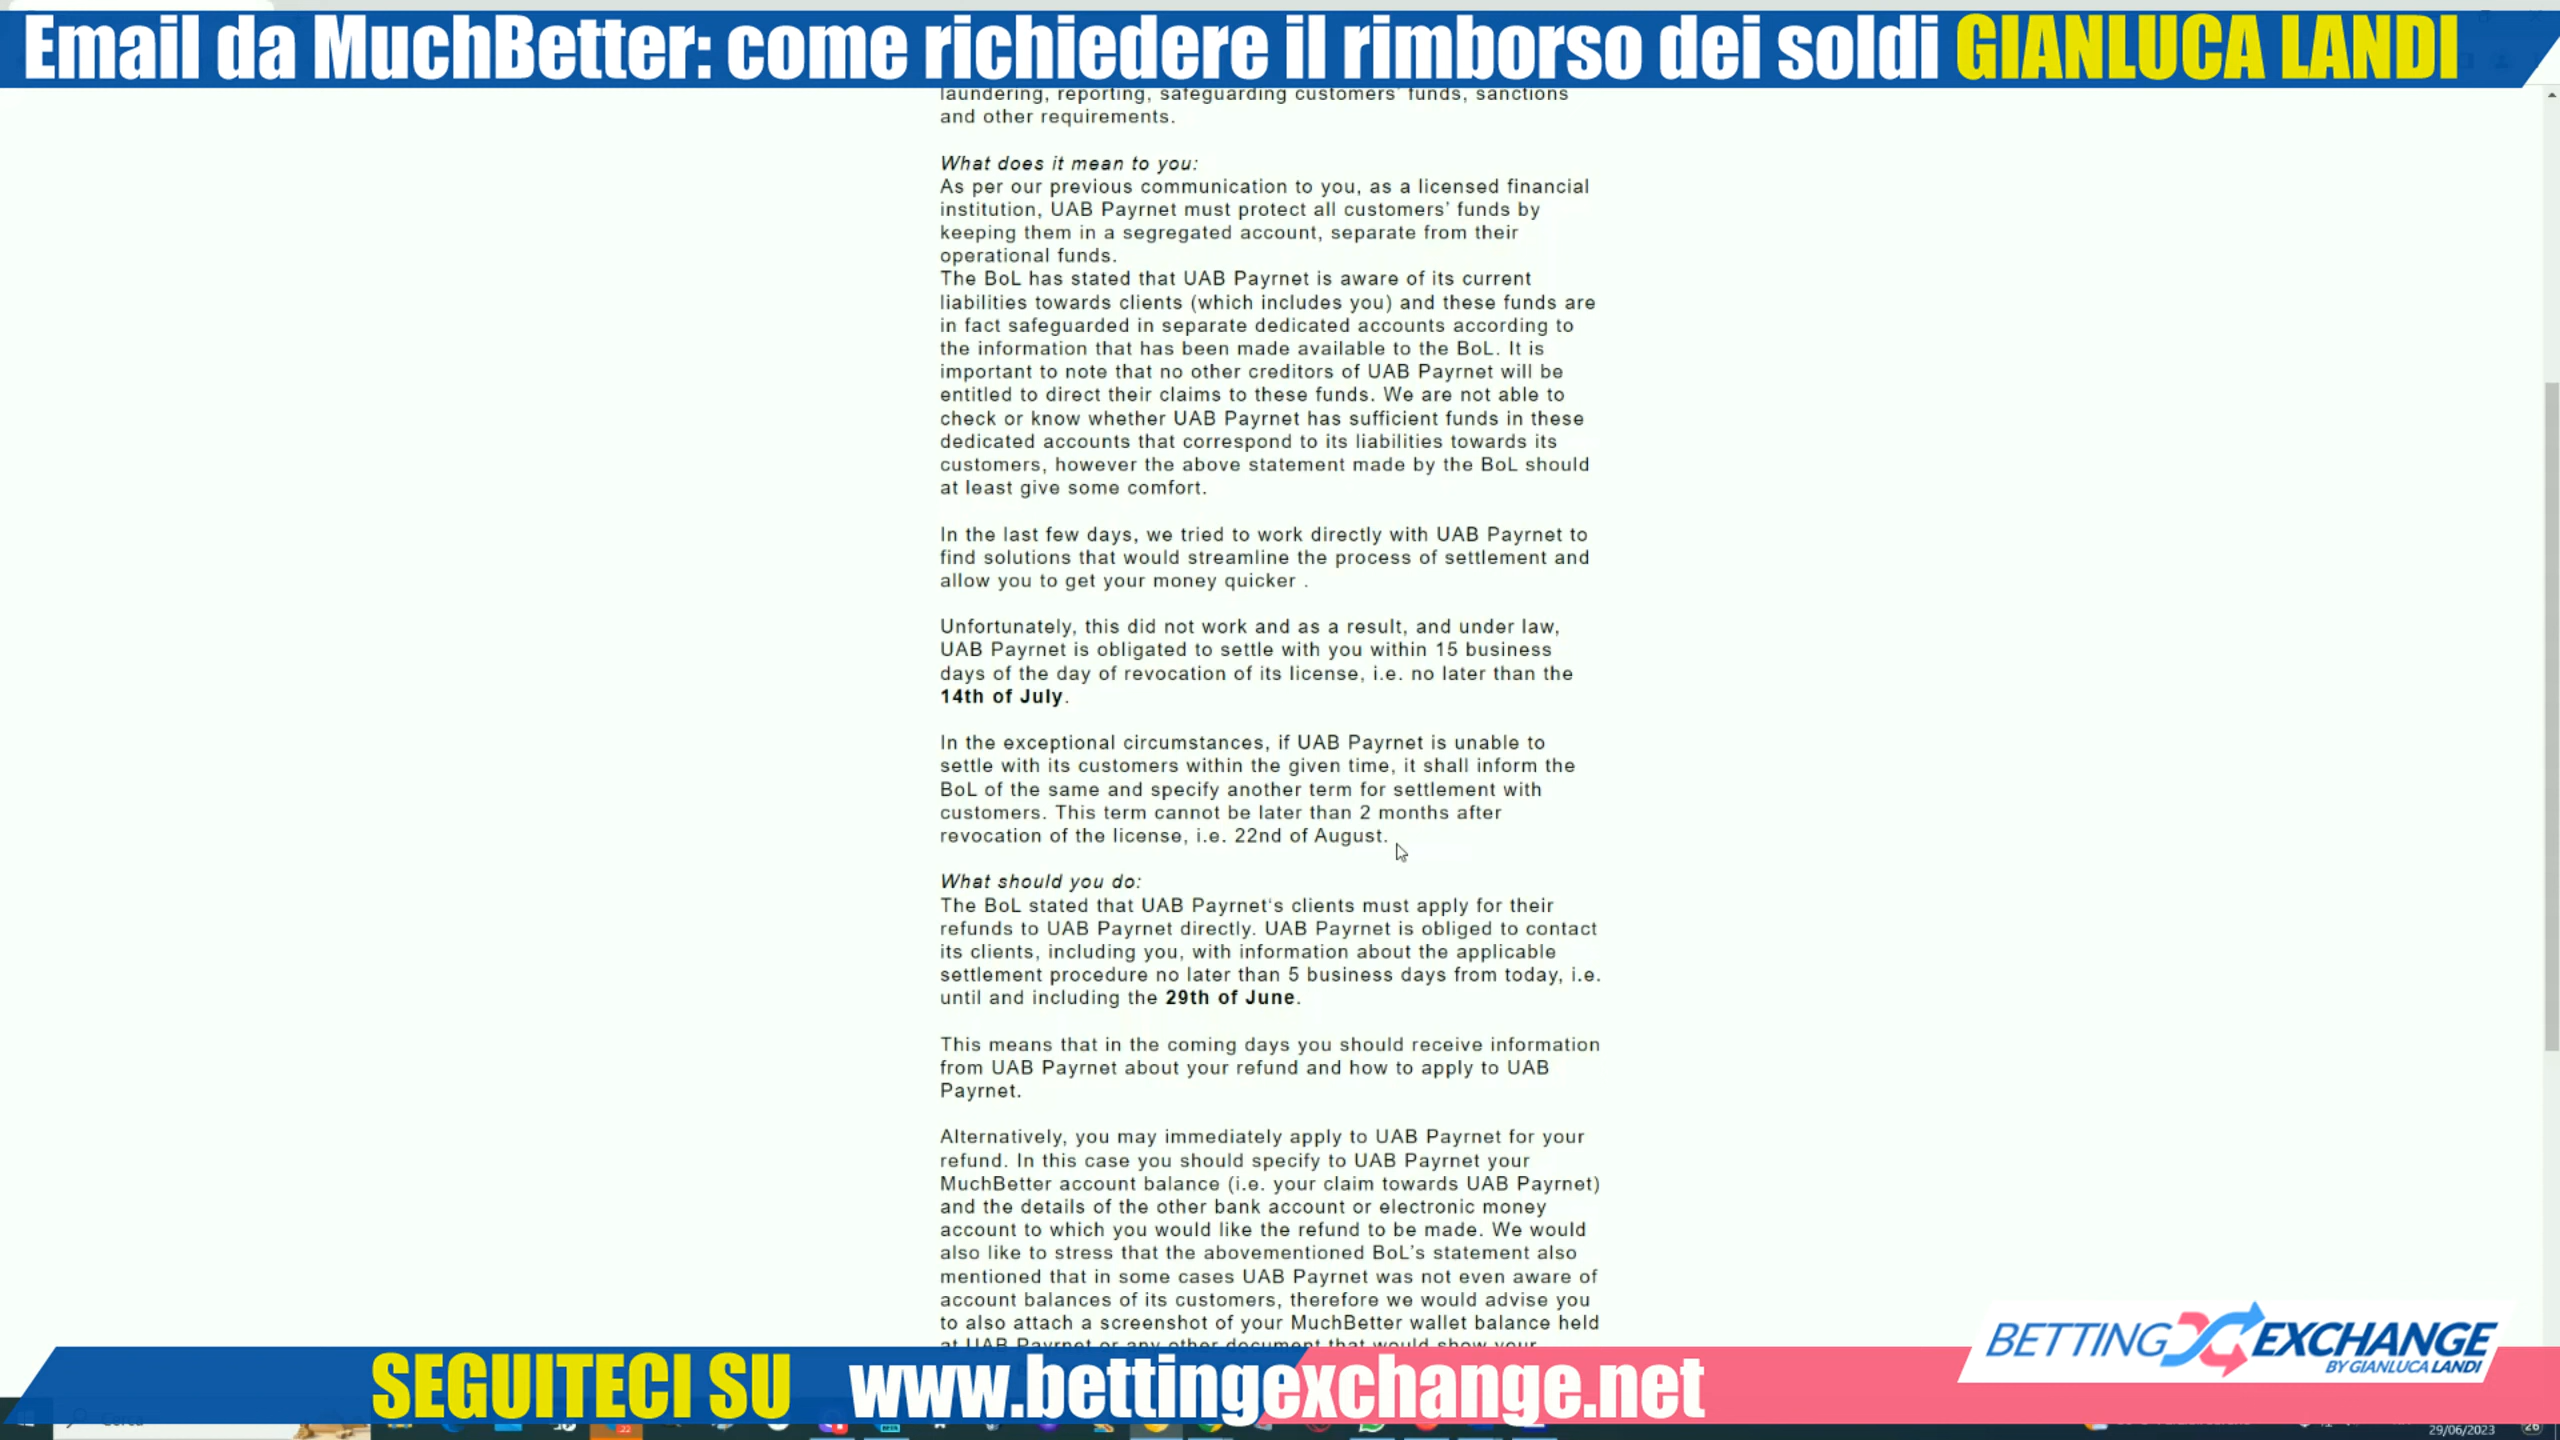 Email da MuchBetter: come richiedere il rimborso dei soldi GIANLUCA LANDI
laundering, reporting, safeguarding customers' funds, sanctions
and other requirements.
What does it mean to you:
As per our previous communication to you, as a licensed financial
institution, UAB Payrnet must protect all customers’ funds by
keeping them in a segregated account, separate from their
operational funds.
The BoL has stated that UAB Payrnet is aware of its current
liabilities towards clients (which includes you) and these funds are
in fact safeguarded in separate dedicated accounts according to
the information that has been made available to the BoL. It is
important to note that no other creditors of UAB Payrnet will be
entitled to direct their claims to these funds. We are not able to
check or know whether UAB Payrnet has sufficient funds in these
dedicated accounts that correspond to its liabilities towards its
customers, however the above statement made by the BoL should
at least give some comfort.
In the last few days, we tried to work directly with UAB Payrnet to
find solutions that would streamline the process of settlement and
allow you to get your money quicker .
Unfortunately, this did not work and as a result, and under law,
UAB Payrnet is obligated to settle with you within 15 business
days of the day of revocation of its license, i.e. no later than the
14th of July.
In the exceptional circumstances, if UAB Payrnet is unable to
settle with its customers within the given time, it shall inform the
BoL of the same and specify another term for settlement with
customers. This term cannot be later than 2 months after
revocation of the license, i.e. 22nd of August.
What should you do:
The BoL stated that UAB Payrnet‘s clients must apply for their
refunds to UAB Payrnet directly. UAB Payrnet is obliged to contact
its clients, including you, with information about the applicable
settlement procedure no later than 5 business days from today, i.e.
until and including the 29th of June.
This means that in the coming days you should receive information
from UAB Payrnet about your refund and how to apply to UAB
Payrnet.
Alternatively, you may immediately apply to UAB Payrnet for your
refund. In this case you should specify to UAB Payrnet your
MuchBetter account balance (i.e. your claim towards UAB Payrnet)
and the details of the other bank account or electronic money
account to which you would like the refund to be made. We would
also like to stress that the abovementioned BoL’s statement also
mentioned that in some cases UAB Payrnet was not even aware of
account balances of its customers, therefore we would advise you
to also attach a screenshot of your MuchBetter wallet balance held
at UAB Payrnet or any other document that would show your
BETTING EXCHANGE
BY GIANLUCA LANDI
SEGUITECI SU www.bettingexchange.net
29/06/2023